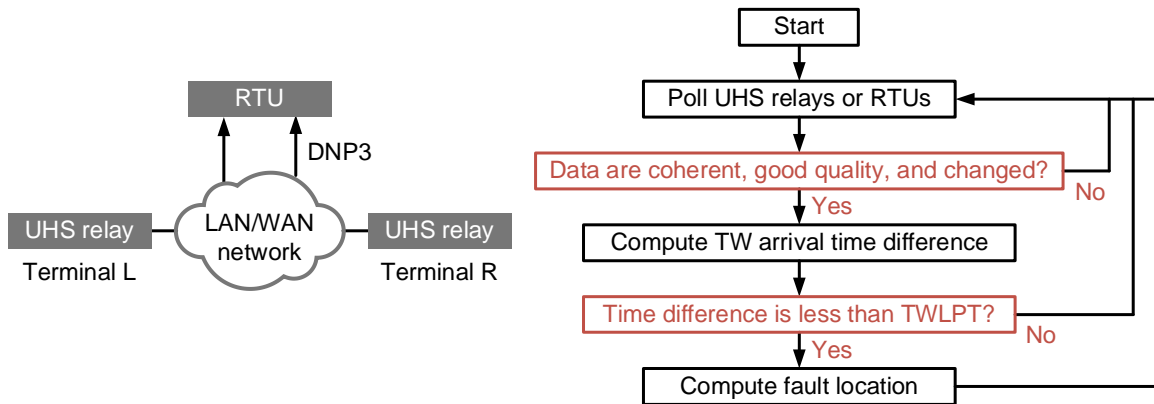 RTU
DNP3
UHS relay
LAN/WAN
network
UHS relay
Terminal L
Terminal R
Start
Poll UHS relays or RTUs
Data are coherent, good quality, and changed?
No
Yes
Compute TW arrival time difference
Time difference is less than TWLPT?
No
Yes
Compute fault location